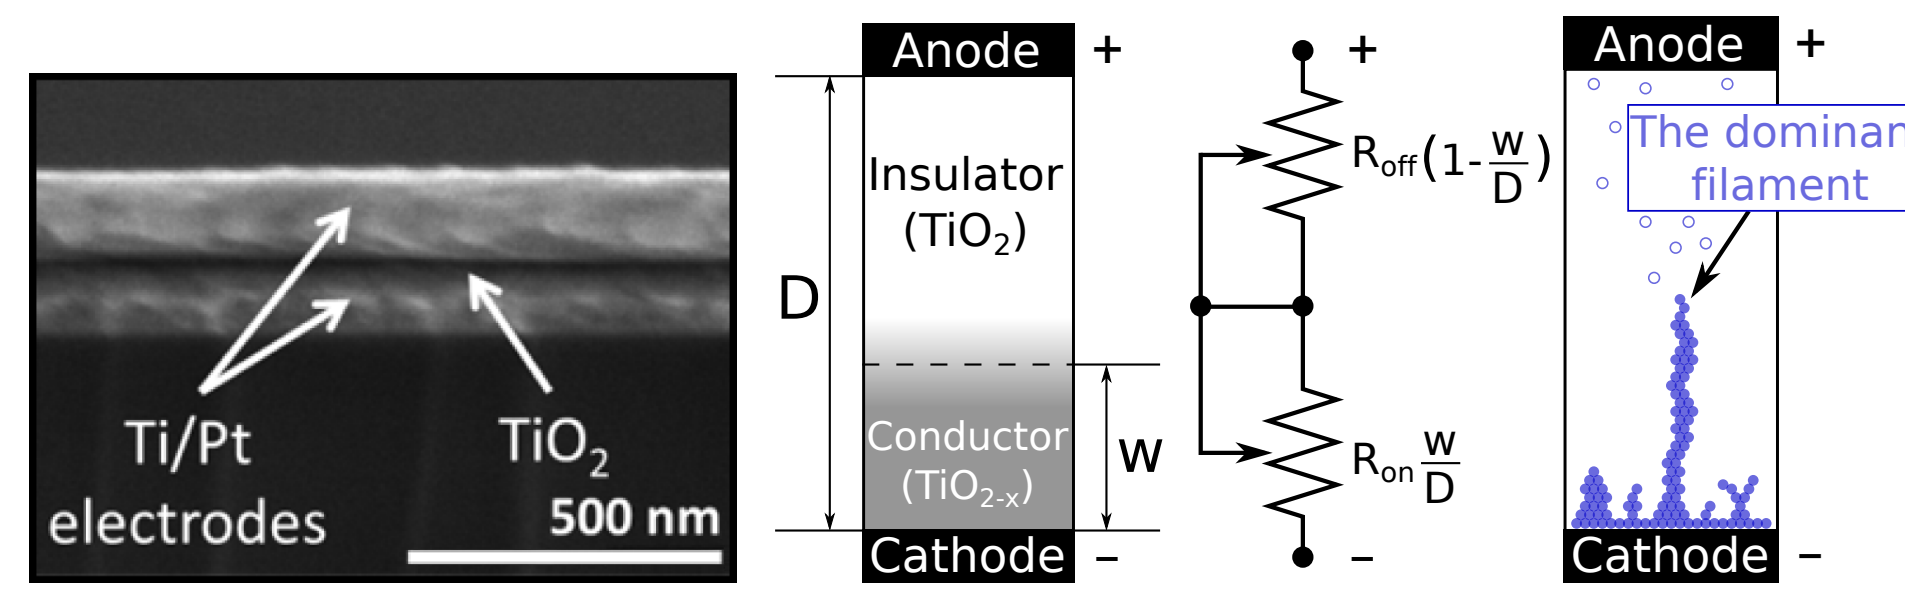 Ti/Pt
electrodes
TiO2
500 nm
Anode
+
D
Insulator
(TiO2)
Conductor
(TiO2-x)
w
Cathode
–
+
Roff(1-w/D)
Ron w/D
–
Anode
+
The dominan
filament
Cathode
–